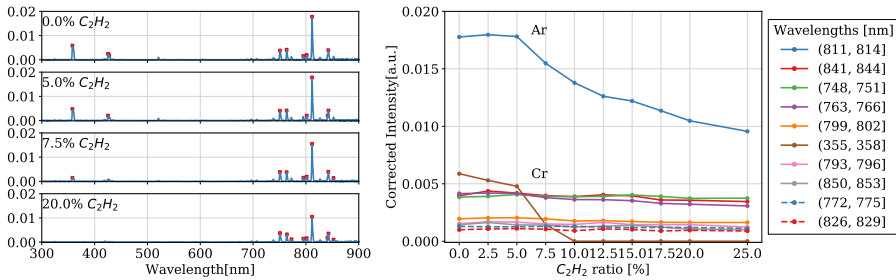 0.02
0.01
0.00
0.0% C2H2
0.02
0.01
0.00
5.0% C2H2
0.02
0.01
0.00
7.5% C2H2
0.02
0.01
0.00
20.0% C2H2
300 400 500 600 700 800 900
Wavelength[nm]
Corrected Intensity[a.u.]
0.020
0.015
0.010
0.005
0.000
Ar
Cr
0.0 2.5 5.0 7.5 10.0 12.5 15.0 17.5 20.0 25.0
C2H2 ratio [%]
Wavelengths [nm]
(811, 814)
(841, 844)
(748, 751)
(763, 766)
(799, 802)
(355, 358)
(793, 796)
(850, 853)
(772, 775)
(826, 829)